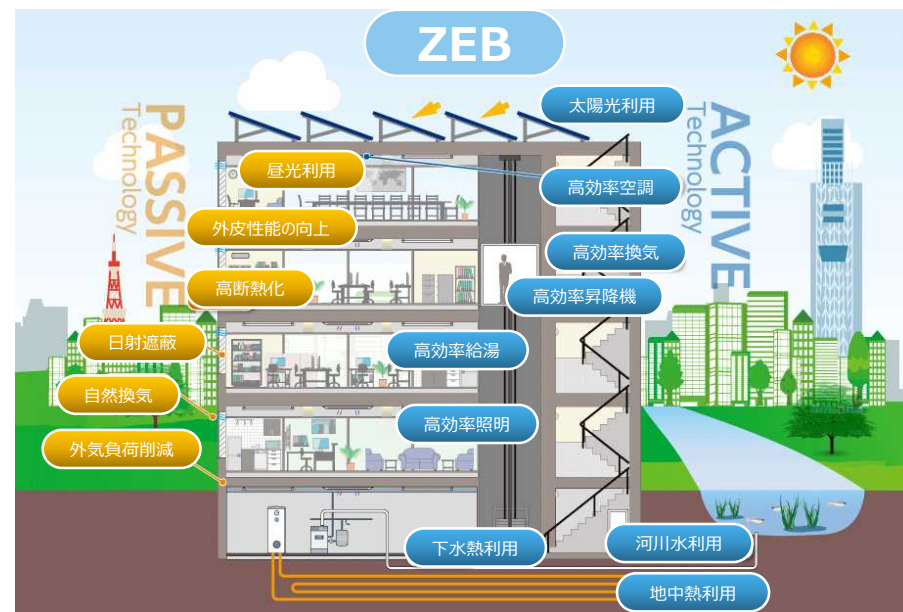 ZEB
PASSIVE
Technology
ACTIVE
Technology
太陽光利用
昼光利用
高効率空調
外皮性能の向上
高効率換気
高断熱化
高効率昇降機
日射遮蔽
高効率給湯
自然換気
高効率照明
外気負荷削減
下水熱利用
河川水利用
地中熱利用